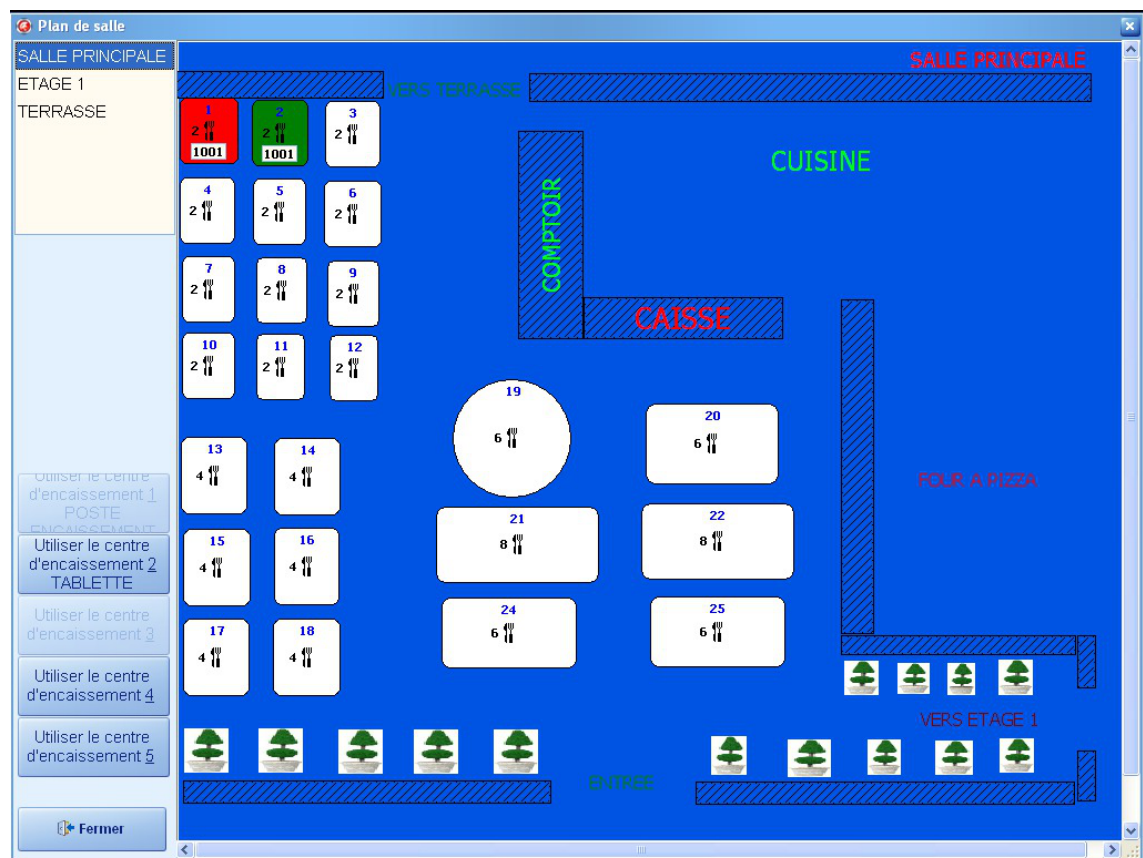 Plan de salle
SALLE PRINCIPALE
ETAGE 1
TERRASSE
Utiliser le centre
d'encaissement 1
POSTE
ENCAISSEMENT
Utiliser le centre
d'encaissement 2
TABLETTE
Utiliser le centre
d'encaissement 3
Utiliser le centre
d'encaissement 4
Utiliser le centre
d'encaissement 5
Fermer
SALLE PRINCIPALE
VERS TERRASSE
1
2
1001
2
2
1001
3
2
4
2
5
2
6
2
7
2
8
2
9
2
10
2
11
2
12
2
CUISINE
COMPTOIR
CAISSE
13
4
14
4
15
4
16
4
17
4
18
4
19
6
20
6
21
8
22
8
24
6
25
6
FOUR A PIZZA
VERS ETAGE 1
ENTREE